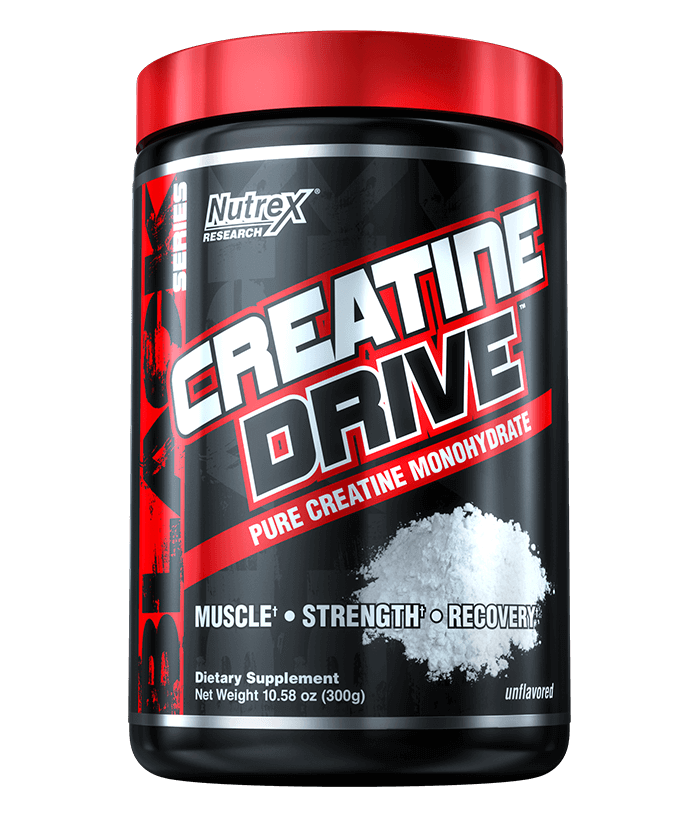 BLACK
SERIES
Nutrex®
RESEARCH
CREATINE
DRIVE™
PURE CREATINE MONOHYDRATE
MUSCLE† • STRENGTH† • RECOVERY†
Dietary Supplement
Net Weight 10.58 oz (300g)
unflavored